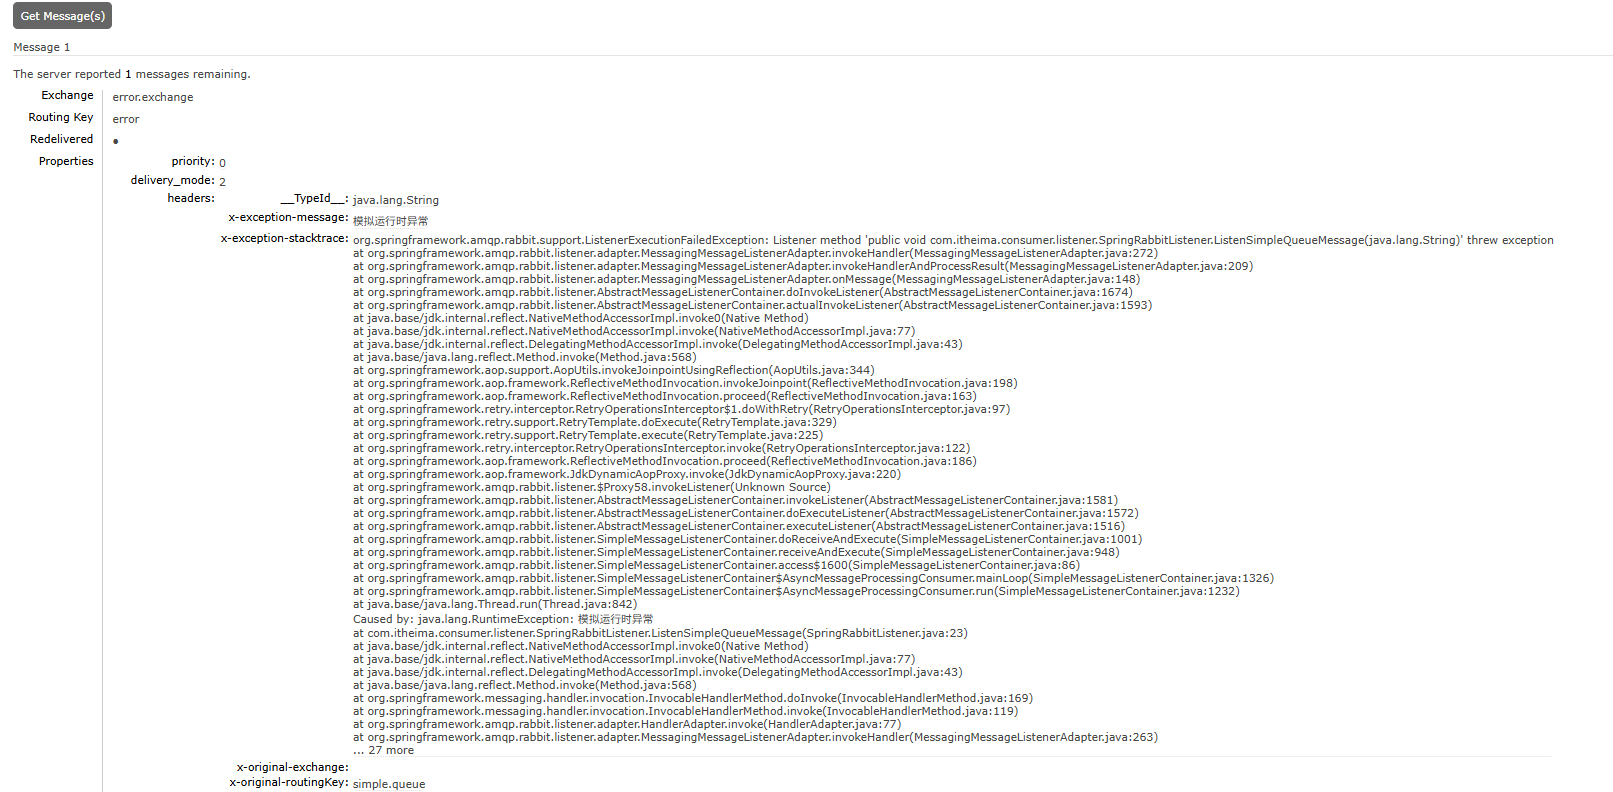 Get Message(s)
Message 1
The server reported 1 messages remaining.
Exchange error.exchange
Routing Key error
Redelivered ●
Properties priority: 0
delivery_mode: 2
headers: __TypeId__: java.lang.String
x-exception-message: 模拟运行时异常
x-exception-stacktrace: org.springframework.amqp.rabbit.support.ListenerExecutionFailedException: Listener method 'public void com.itheima.consumer.listener.SpringRabbitListener.ListenSimpleQueueMessage(java.lang.String)' threw exception
at org.springframework.amqp.rabbit.listener.adapter.MessagingMessageListenerAdapter.invokeHandler(MessagingMessageListenerAdapter.java:272)
at org.springframework.amqp.rabbit.listener.adapter.MessagingMessageListenerAdapter.invokeHandlerAndProcessResult(MessagingMessageListenerAdapter.java:209)
at org.springframework.amqp.rabbit.listener.adapter.MessagingMessageListenerAdapter.onMessage(MessagingMessageListenerAdapter.java:148)
at org.springframework.amqp.rabbit.listener.AbstractMessageListenerContainer.doInvokeListener(AbstractMessageListenerContainer.java:1674)
at org.springframework.amqp.rabbit.listener.AbstractMessageListenerContainer.actualInvokeListener(AbstractMessageListenerContainer.java:1593)
at java.base/jdk.internal.reflect.NativeMethodAccessorImpl.invoke0(Native Method)
at java.base/jdk.internal.reflect.NativeMethodAccessorImpl.invoke(NativeMethodAccessorImpl.java:77)
at java.base/jdk.internal.reflect.DelegatingMethodAccessorImpl.invoke(DelegatingMethodAccessorImpl.java:43)
at java.base/java.lang.reflect.Method.invoke(Method.java:568)
at org.springframework.aop.support.AopUtils.invokeJoinpointUsingReflection(AopUtils.java:344)
at org.springframework.aop.framework.ReflectiveMethodInvocation.invokeJoinpoint(ReflectiveMethodInvocation.java:198)
at org.springframework.aop.framework.ReflectiveMethodInvocation.proceed(ReflectiveMethodInvocation.java:163)
at org.springframework.retry.interceptor.RetryOperationsInterceptor$1.doWithRetry(RetryOperationsInterceptor.java:97)
at org.springframework.retry.support.RetryTemplate.doExecute(RetryTemplate.java:329)
at org.springframework.retry.support.RetryTemplate.execute(RetryTemplate.java:225)
at org.springframework.retry.interceptor.RetryOperationsInterceptor.invoke(RetryOperationsInterceptor.java:122)
at org.springframework.aop.framework.ReflectiveMethodInvocation.proceed(ReflectiveMethodInvocation.java:186)
at org.springframework.aop.framework.JdkDynamicAopProxy.invoke(JdkDynamicAopProxy.java:220)
at org.springframework.amqp.rabbit.listener.$Proxy58.invokeListener(Unknown Source)
at org.springframework.amqp.rabbit.listener.AbstractMessageListenerContainer.invokeListener(AbstractMessageListenerContainer.java:1581)
at org.springframework.amqp.rabbit.listener.AbstractMessageListenerContainer.doExecuteListener(AbstractMessageListenerContainer.java:1572)
at org.springframework.amqp.rabbit.listener.AbstractMessageListenerContainer.executeListener(AbstractMessageListenerContainer.java:1516)
at org.springframework.amqp.rabbit.listener.SimpleMessageListenerContainer.doReceiveAndExecute(SimpleMessageListenerContainer.java:1001)
at org.springframework.amqp.rabbit.listener.SimpleMessageListenerContainer.receiveAndExecute(SimpleMessageListenerContainer.java:948)
at org.springframework.amqp.rabbit.listener.SimpleMessageListenerContainer.access$1600(SimpleMessageListenerContainer.java:86)
at org.springframework.amqp.rabbit.listener.SimpleMessageListenerContainer$AsyncMessageProcessingConsumer.mainLoop(SimpleMessageListenerContainer.java:1326)
at org.springframework.amqp.rabbit.listener.SimpleMessageListenerContainer$AsyncMessageProcessingConsumer.run(SimpleMessageListenerContainer.java:1232)
at java.base/java.lang.Thread.run(Thread.java:842)
Caused by: java.lang.RuntimeException: 模拟运行时异常
at com.itheima.consumer.listener.SpringRabbitListener.ListenSimpleQueueMessage(SpringRabbitListener.java:23)
at java.base/jdk.internal.reflect.NativeMethodAccessorImpl.invoke0(Native Method)
at java.base/jdk.internal.reflect.NativeMethodAccessorImpl.invoke(NativeMethodAccessorImpl.java:77)
at java.base/jdk.internal.reflect.DelegatingMethodAccessorImpl.invoke(DelegatingMethodAccessorImpl.java:43)
at java.base/java.lang.reflect.Method.invoke(Method.java:568)
at org.springframework.messaging.handler.invocation.InvocableHandlerMethod.doInvoke(InvocableHandlerMethod.java:169)
at org.springframework.messaging.handler.invocation.InvocableHandlerMethod.invoke(InvocableHandlerMethod.java:119)
at org.springframework.amqp.rabbit.listener.adapter.HandlerAdapter.invoke(HandlerAdapter.java:77)
at org.springframework.amqp.rabbit.listener.adapter.MessagingMessageListenerAdapter.invokeHandler(MessagingMessageListenerAdapter.java:263)
... 27 more
x-original-exchange:
x-original-routingKey: simple.queue